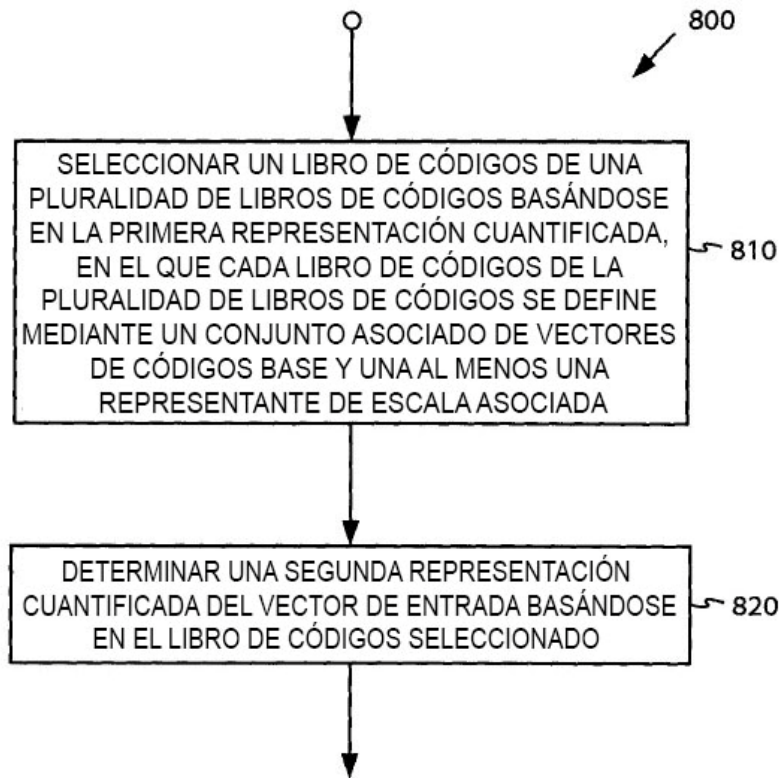 800
SELECCIONAR UN LIBRO DE CÓDIGOS DE UNA
PLURALIDAD DE LIBROS DE CÓDIGOS BASÁNDOSE
EN LA PRIMERA REPRESENTACIÓN CUANTIFICADA,
EN EL QUE CADA LIBRO DE CÓDIGOS DE LA
PLURALIDAD DE LIBROS DE CÓDIGOS SE DEFINE
MEDIANTE UN CONJUNTO ASOCIADO DE VECTORES
DE CÓDIGOS BASE Y UNA AL MENOS UNA
REPRESENTANTE DE ESCALA ASOCIADA
810
DETERMINAR UNA SEGUNDA REPRESENTACIÓN
CUANTIFICADA DEL VECTOR DE ENTRADA BASÁNDOSE
EN EL LIBRO DE CÓDIGOS SELECCIONADO
820